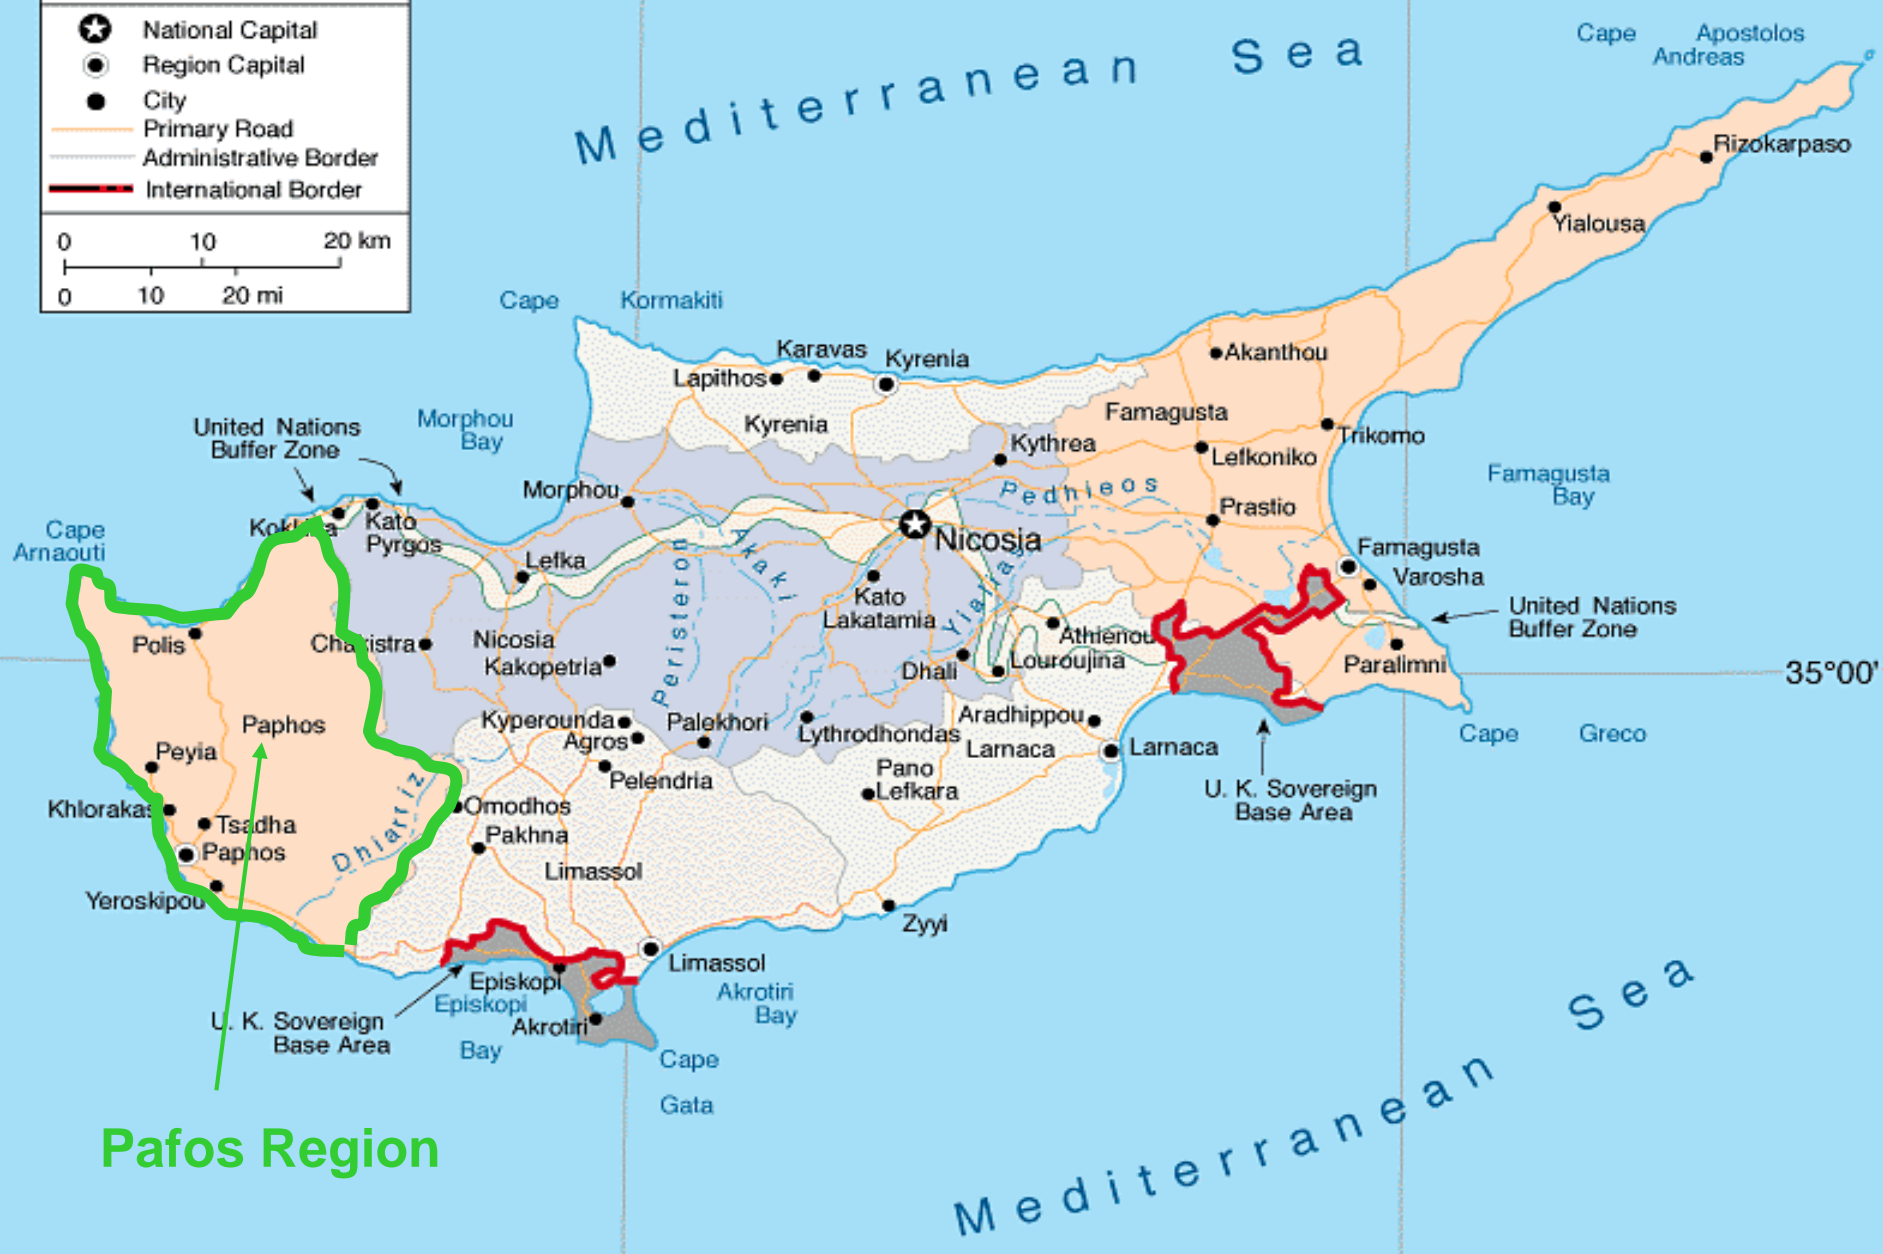 National Capital
Region Capital
City
Primary Road
Administrative Border
International Border
0 10 20 km
0 10 20 mi
Mediterranean Sea
Cape Apostolos
Andreas
Rizokarpaso
Yialousa
Cape Kormakiti
Karavas
Kyrenia
Lapithos
Akanthou
Kyrenia
Famagusta
Trikomo
United Nations
Buffer Zone
Morphou
Bay
Kythrea
Lefkoniko
Famagusta
Bay
Morphou
Pedhieos
Prastio
Kato
Pyrgos
Cape
Arnaouti
Nicosia
Lefka
Akaki
Peristeron
Famagusta
Varosha
Kato
Lakatamia
Yialias
United Nations
Buffer Zone
Polis
Nicosia
Kakopetria
Athienou
Dhali
Louroujina
Paralimni
35°00'
Paphos
Kyperounda
Agros
Palekhori
Lythrodhondas
Aradhippou
Larnaca
Larnaca
Cape Greco
Peyia
Pelendria
Pano
Lefkara
U. K. Sovereign
Base Area
Khlorakas
Tsadha
Dhiartiz
Omodhos
Pakhna
Paphos
Limassol
Yeroskipou
Zyyi
Limassol
Episkopi
Episkopi
Bay
Akrotiri
Akrotiri
Bay
U. K. Sovereign
Base Area
Cape
Gata
Mediterranean Sea
Pafos Region